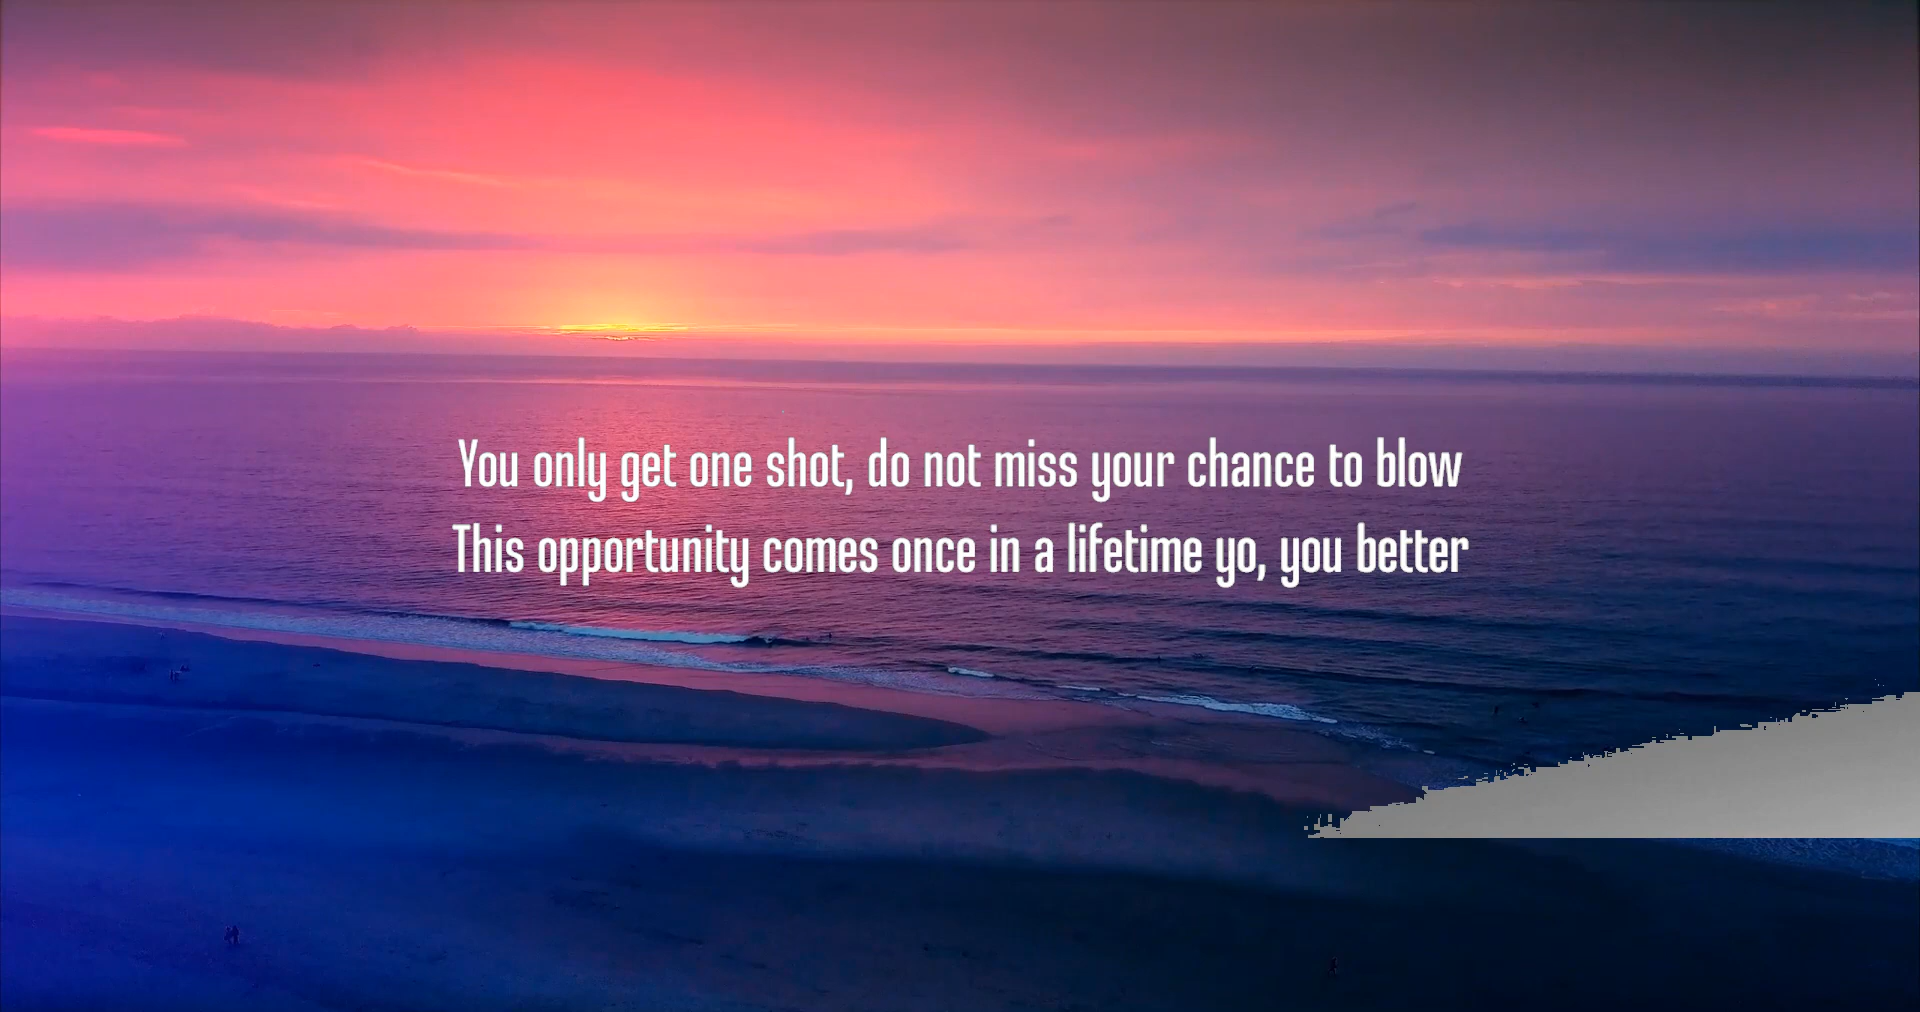 You only get one shot, do not miss your chance to blow
This opportunity comes once in a lifetime yo, you better